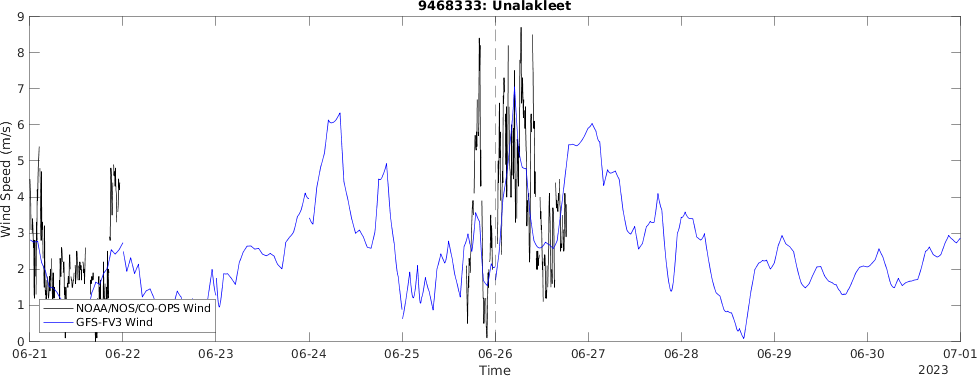 9468333: Unalakleet
Wind Speed (m/s)
9
8
7
6
5
4
3
2
1
0
NOAA/NOS/CO-OPS Wind
GFS-FV3 Wind
06-21 06-22 06-23 06-24 06-25 06-26 06-27 06-28 06-29 06-30 07-01
Time
2023